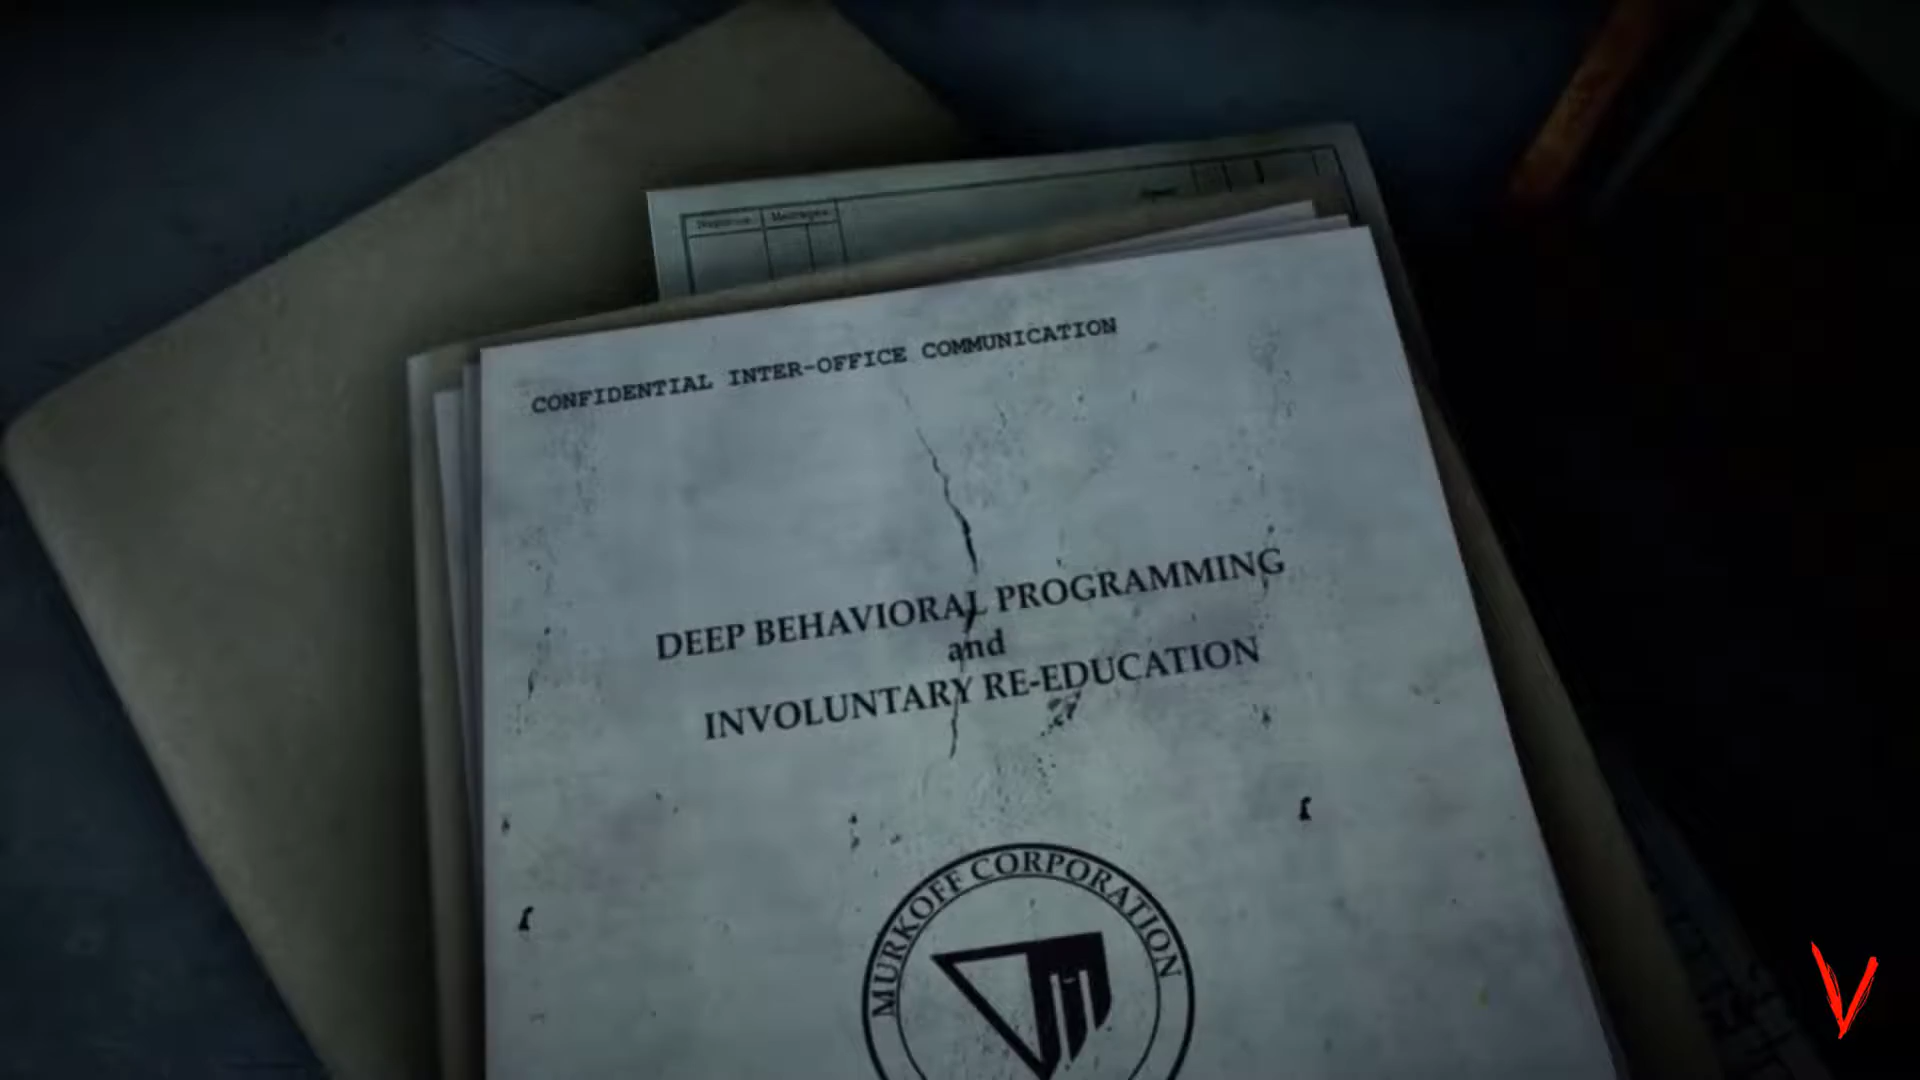 CONFIDENTIAL INTER-OFFICE COMMUNICATION
DEEP BEHAVIORAL PROGRAMMING
and
INVOLUNTARY RE-EDUCATION
MURKOFF CORPORATION
V